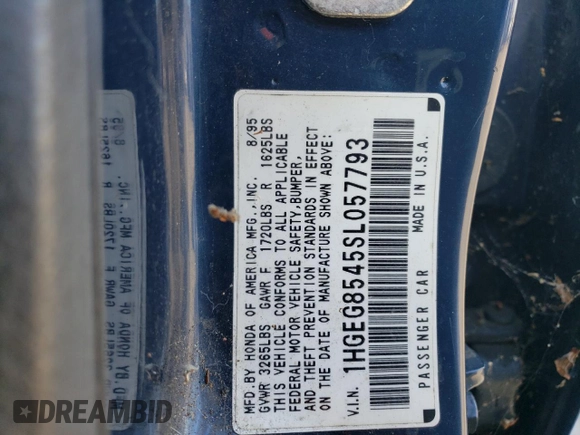 MFD. BY HONDA OF AMERICA MFG., INC. 8/95
GVWR 3265LBS GAWR F 1720LBS R 1625LBS
THIS VEHICLE CONFORMS TO ALL APPLICABLE
FEDERAL MOTOR VEHICLE SAFETY, BUMPER,
AND THEFT PREVENTION STANDARDS IN EFFECT
ON THE DATE OF MANUFACTURE SHOWN ABOVE:
V.I.N. 1HGEG8545SL057793
PASSENGER CAR MADE IN U.S.A.
DREAMBID